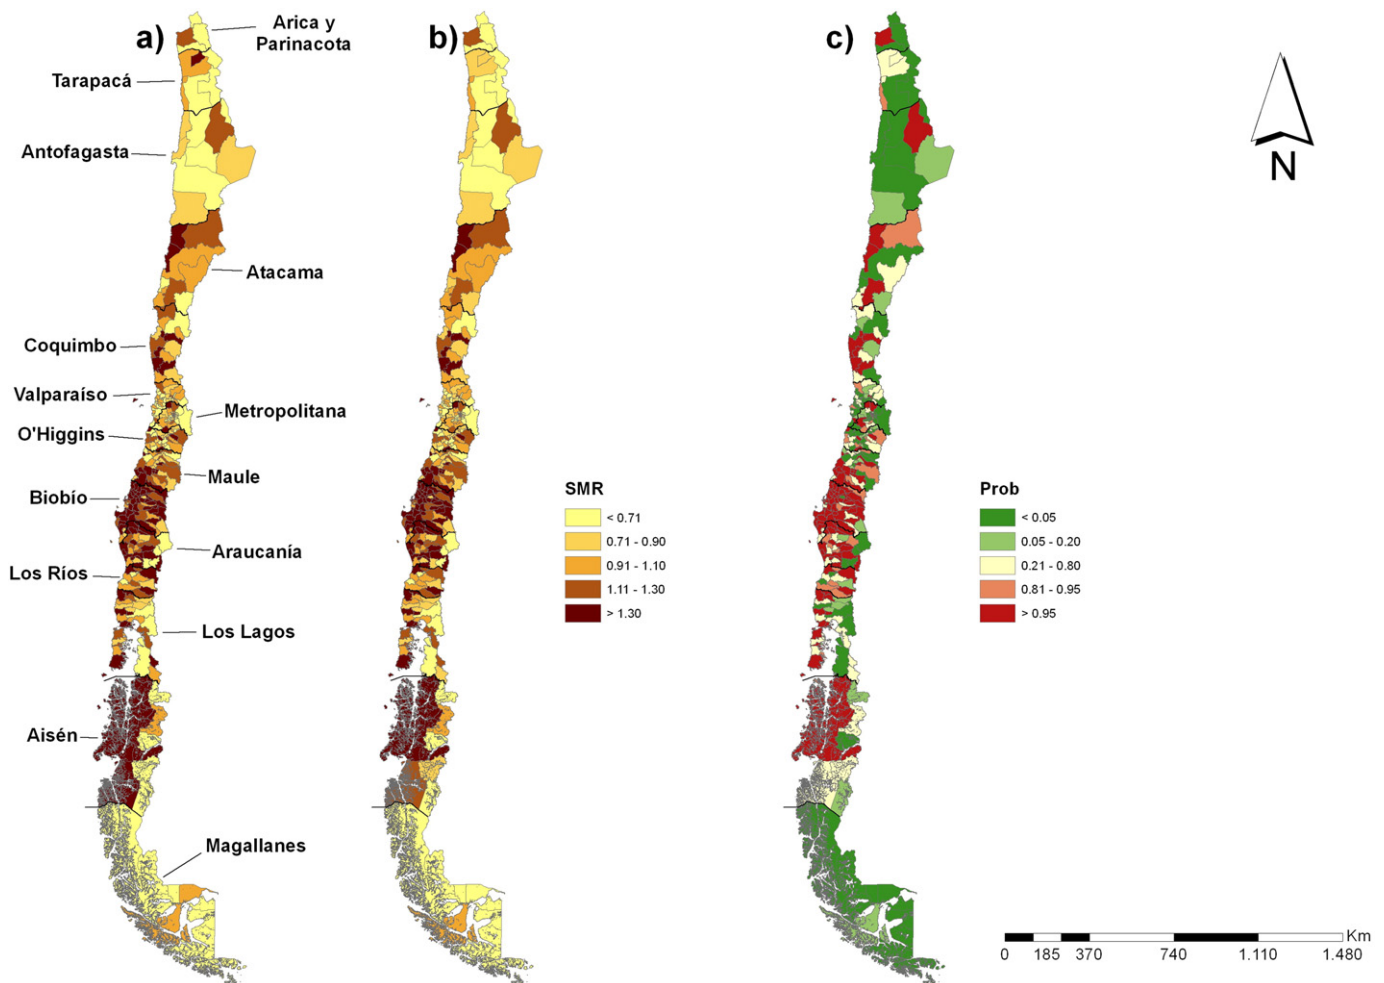 a)
Arica y
Parinacota
b)
c)
Tarapacá
N
Antofagasta
Atacama
Coquimbo
Valparaíso
Metropolitana
O'Higgins
Maule
Biobío
SMR
< 0.71
0.71 - 0.90
0.91 - 1.10
1.11 - 1.30
> 1.30
Prob
< 0.05
0.05 - 0.20
0.21 - 0.80
0.81 - 0.95
> 0.95
Araucanía
Los Ríos
Los Lagos
Aisén
Magallanes
Km
0 185 370 740 1.110 1.480